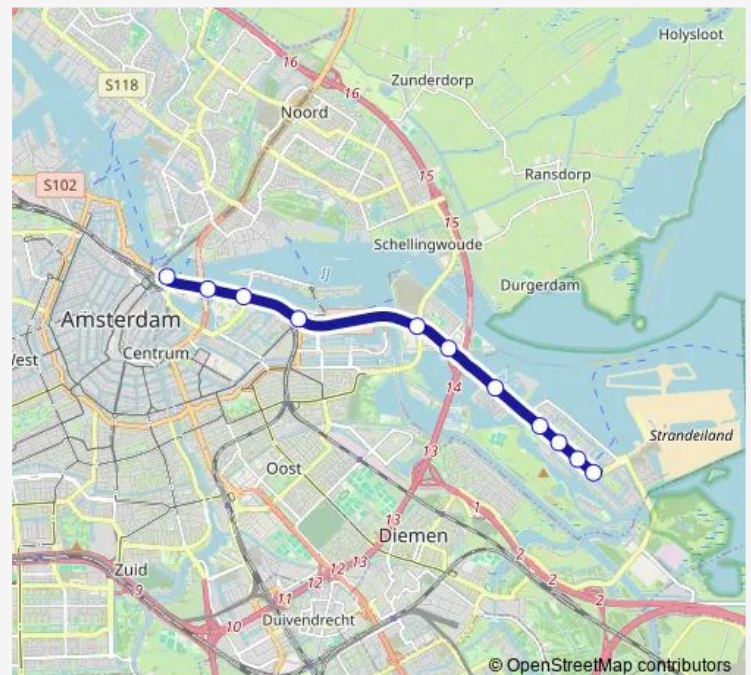 Holysloot
16
16
Zunderdorp
S118
Noord
15
Ransdorp
S102
15
Schellingwoude
IJ
Durgerdam
Amsterdam
Centrum
14
Strandeiland
13
Oost
1
13
Diemen
2
2
12
12
13
Zuid
9
11
2
10
Duivendrecht
© OpenStreetMap contributors